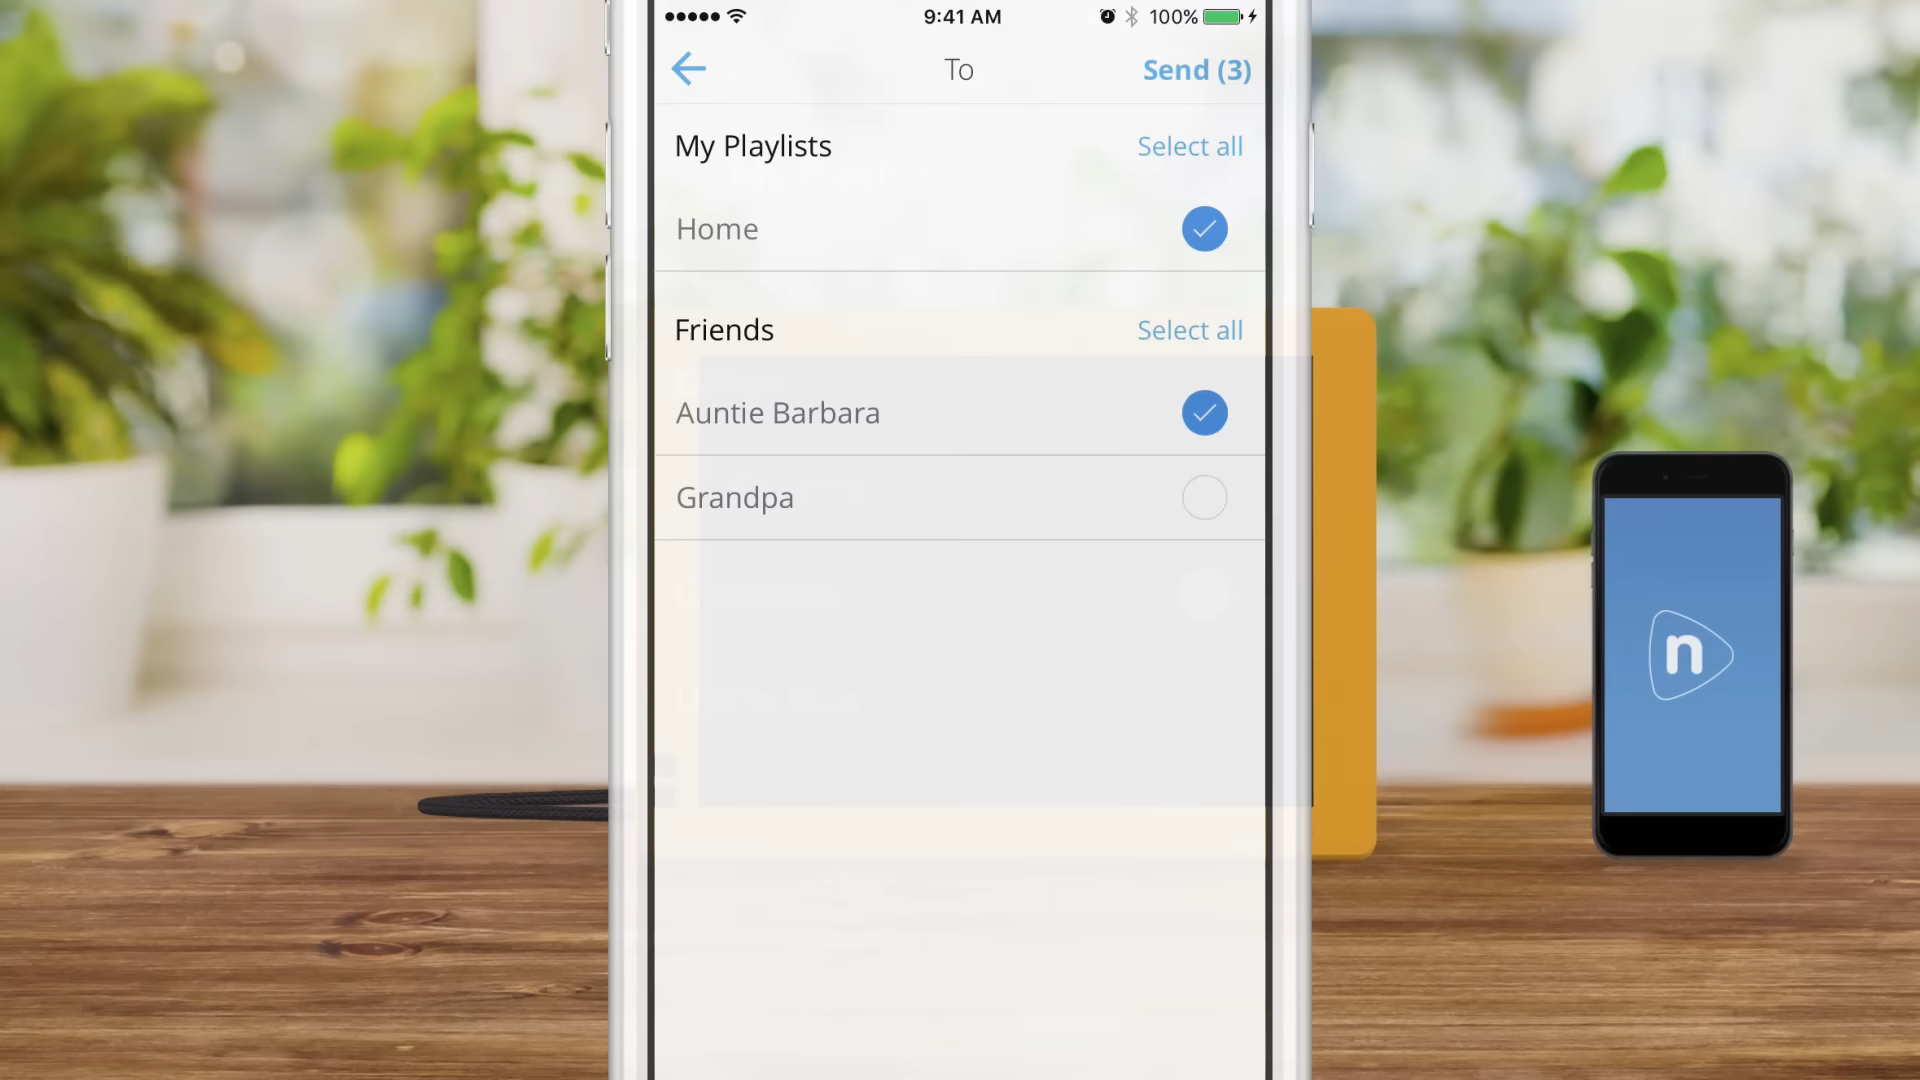 9:41 AM
100%
To
Send (3)
My Playlists
Select all
Home
Friends
Select all
Auntie Barbara
Grandpa
n